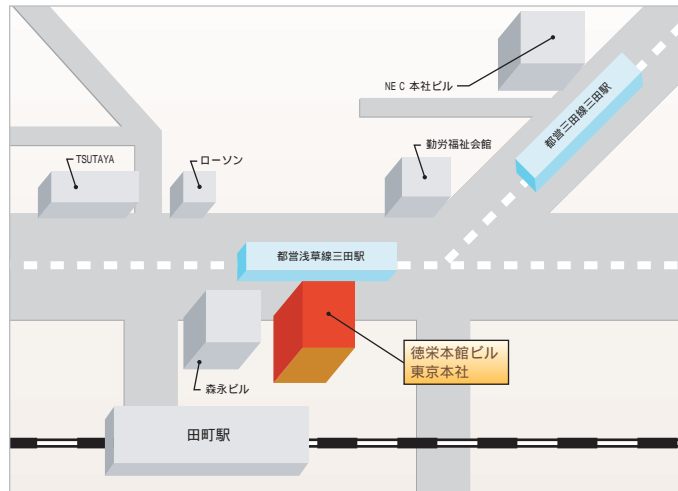 NEC 本社ビル
都営三田線三田駅
勤労福祉会館
TSUTAYA
ローソン
都営浅草線三田駅
徳栄本館ビル
東京本社
森永ビル
田町駅